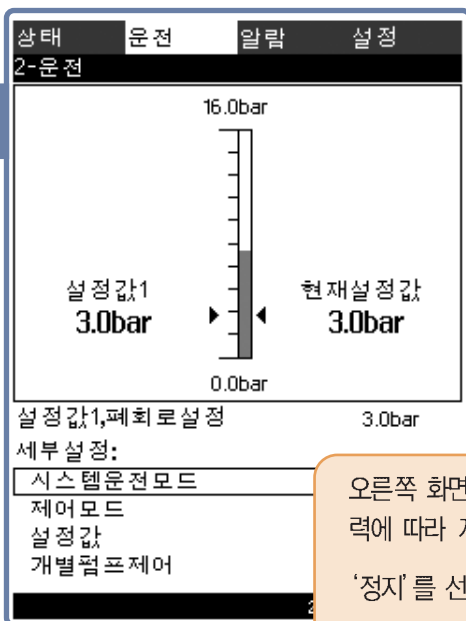 상태 운전 알람 설정
2-운전
16.0bar
설정값1 현재설정값
3.0bar 3.0bar
0.0bar
설정값1,폐회로설정 3.0bar
세부설정:
시스템운전모드
제어모드
설정값
개별펌프제어
오른쪽 화면
력에 따라
'정지'를 선
2